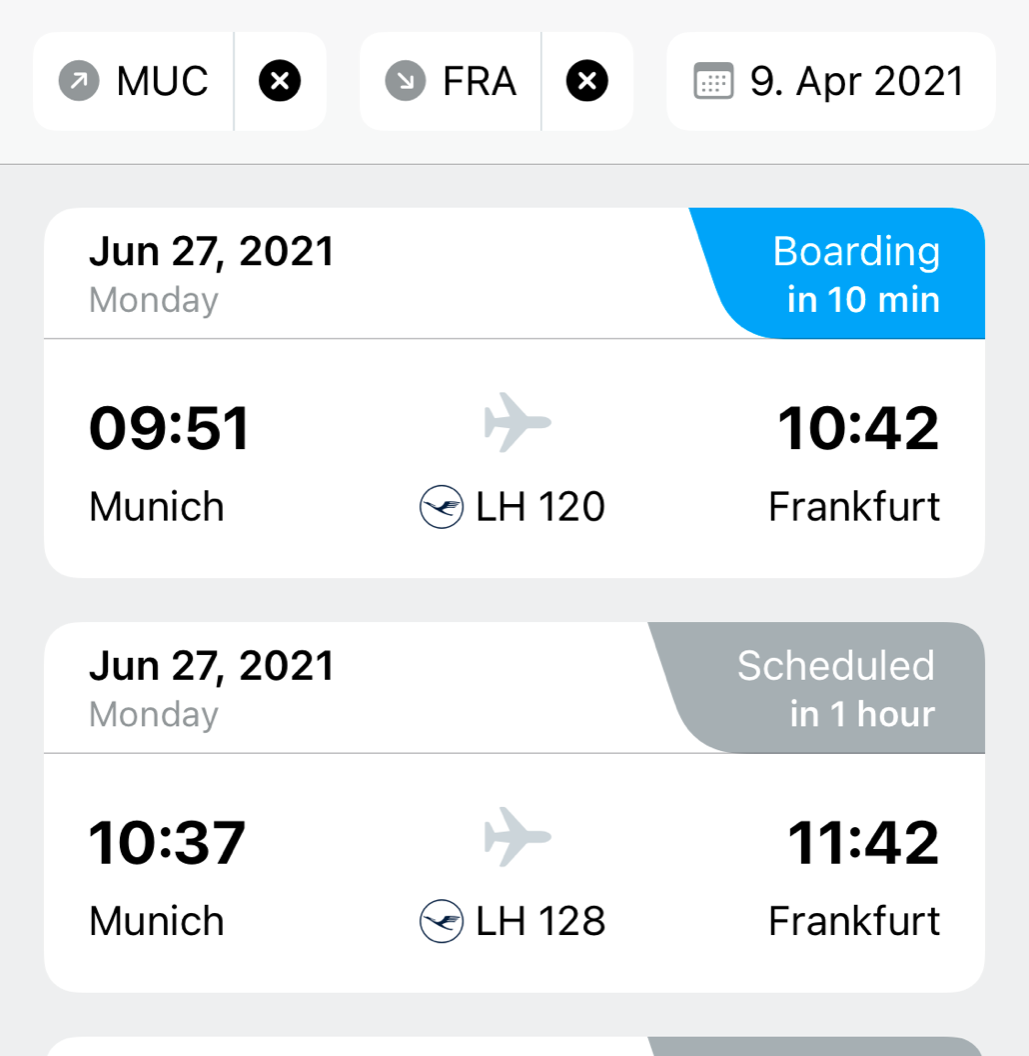 MUC FRA 9. Apr 2021
Jun 27, 2021 Boarding
Monday in 10 min
09:51 10:42
Munich LH 120 Frankfurt
Jun 27, 2021 Scheduled
Monday in 1 hour
10:37 11:42
Munich LH 128 Frankfurt